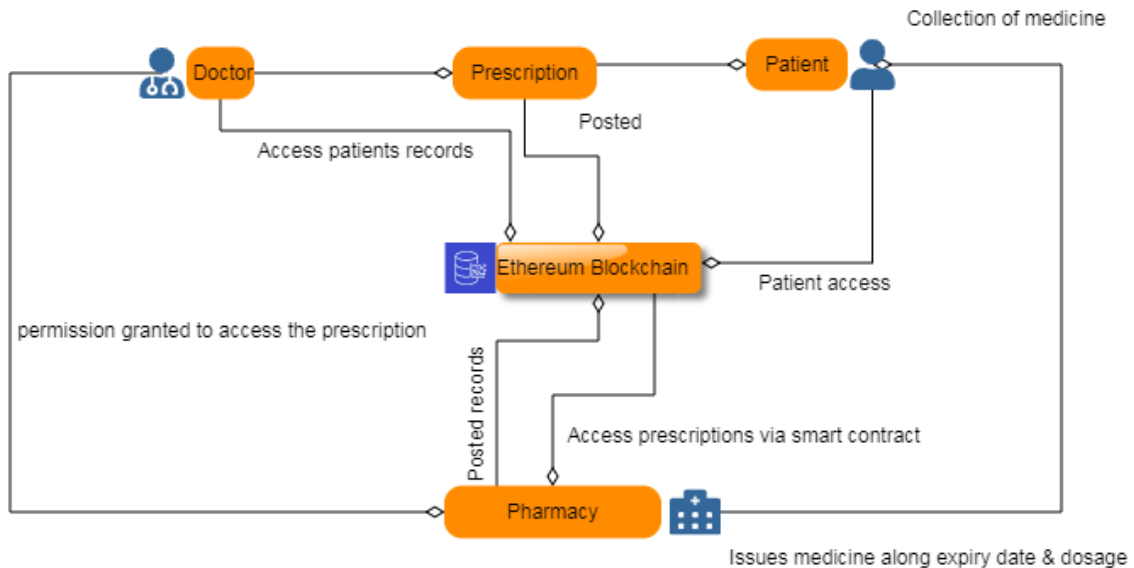 Collection of medicine
Doctor
Prescription
Patient
Posted
Access patients records
Ethereum Blockchain
Patient access
permission granted to access the prescription
Posted records
Access prescriptions via smart contract
Pharmacy
Issues medicine along expiry date & dosage